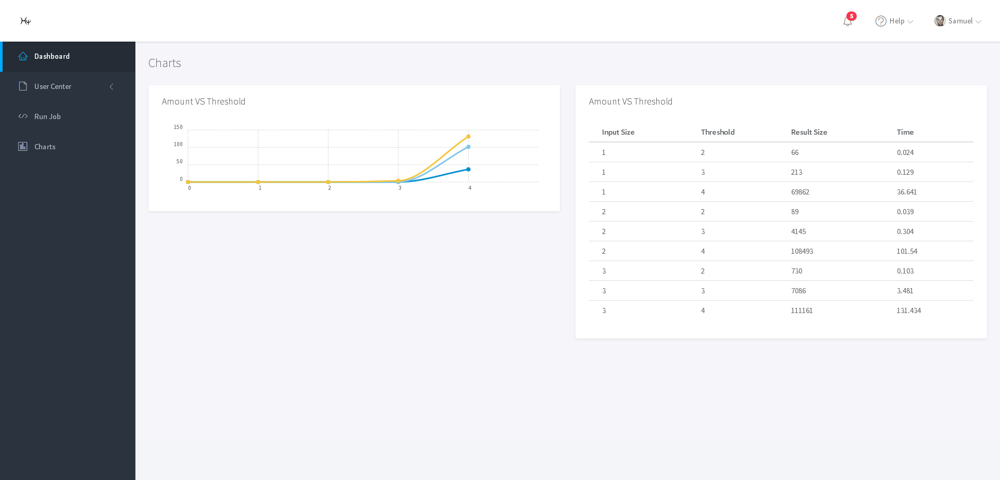 5
Help
Samuel
Dashboard
User Center
Run Job
Charts
Charts
Amount VS Threshold
150
100
50
0
0 1 2 3 4
Amount VS Threshold
Input Size Threshold Result Size Time
1 2 66 0.024
1 3 213 0.129
1 4 69862 36.641
2 2 89 0.039
2 3 4145 0.304
2 4 108493 101.54
3 2 730 0.103
3 3 7086 3.481
3 4 111161 131.434